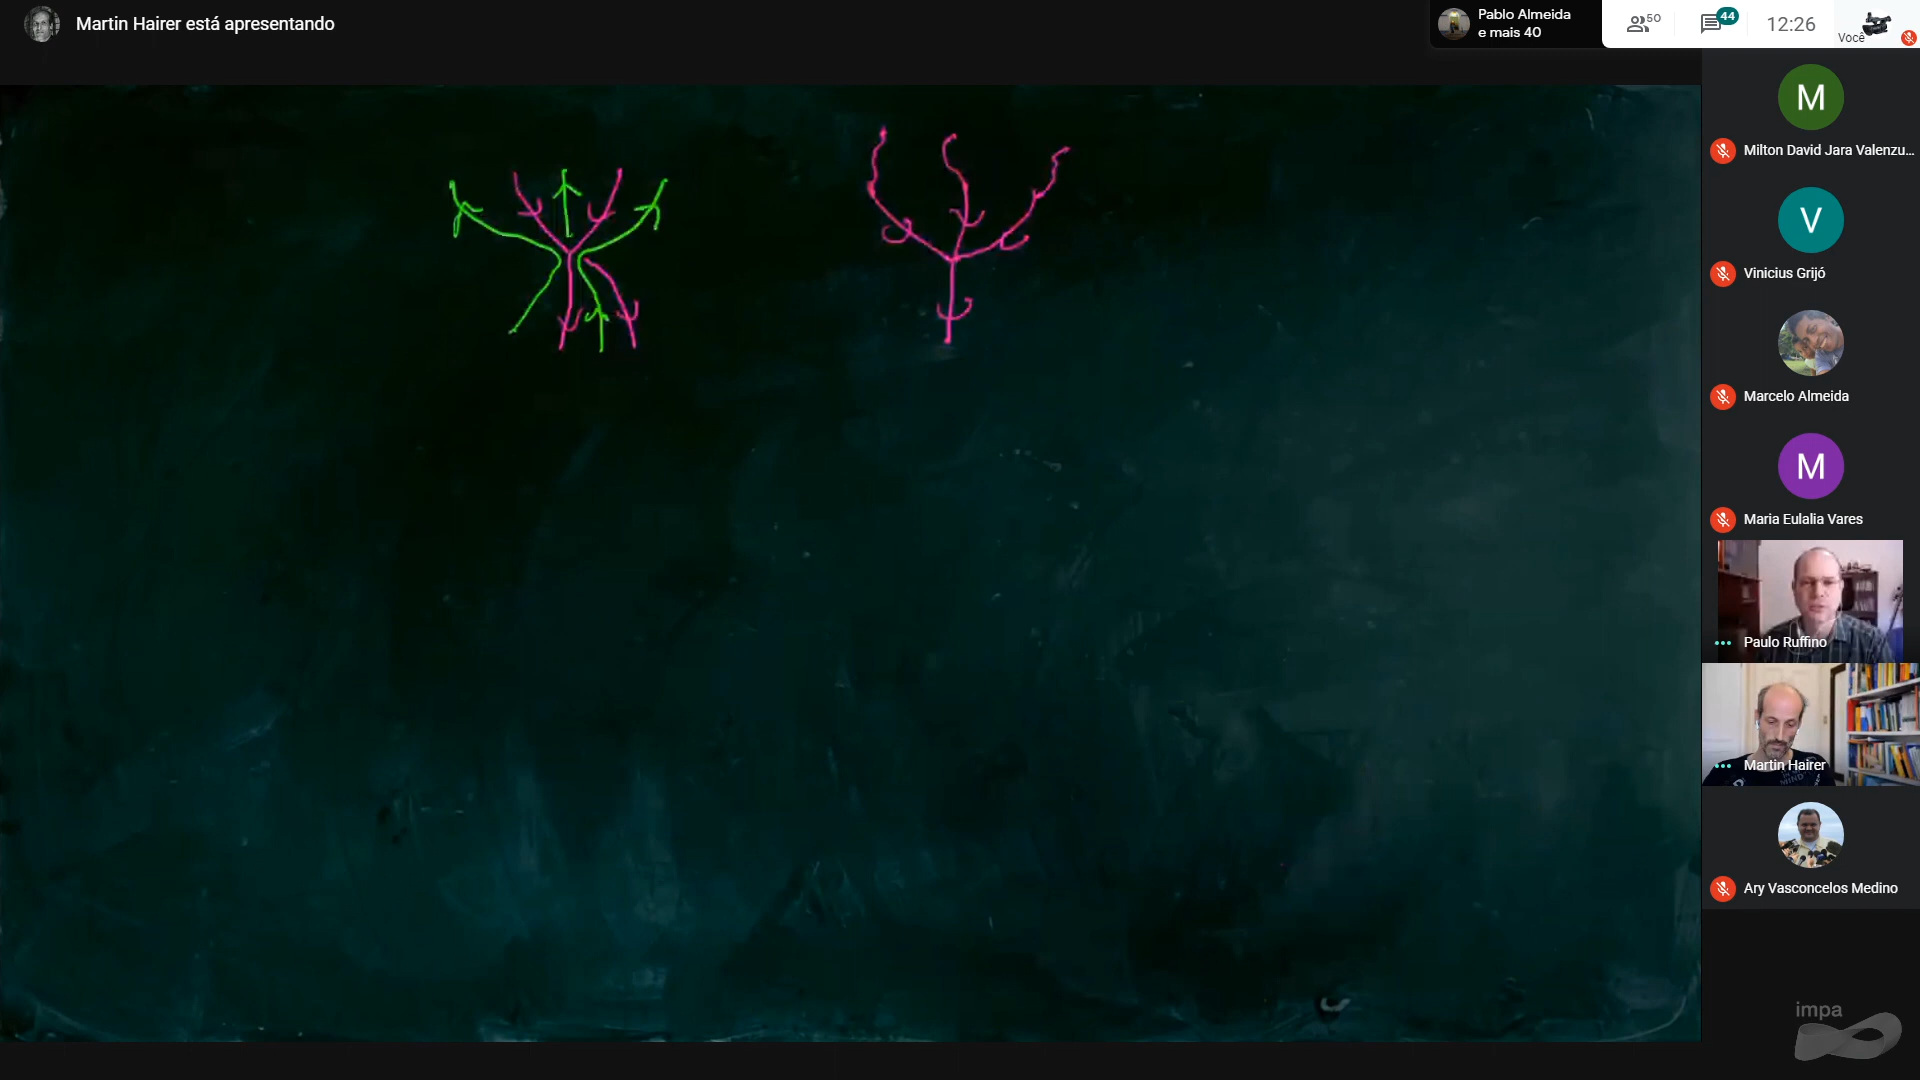 Martin Hairer está apresentando
Pablo Almeida
e mais 40
50
44
12:26
Você
M
Milton David Jara Valenzu...
V
Vinicius Grijó
Marcelo Almeida
M
Maria Eulalia Vares
Paulo Ruffino
Martin Hairer
MIND
Ary Vasconcelos Medino
impa